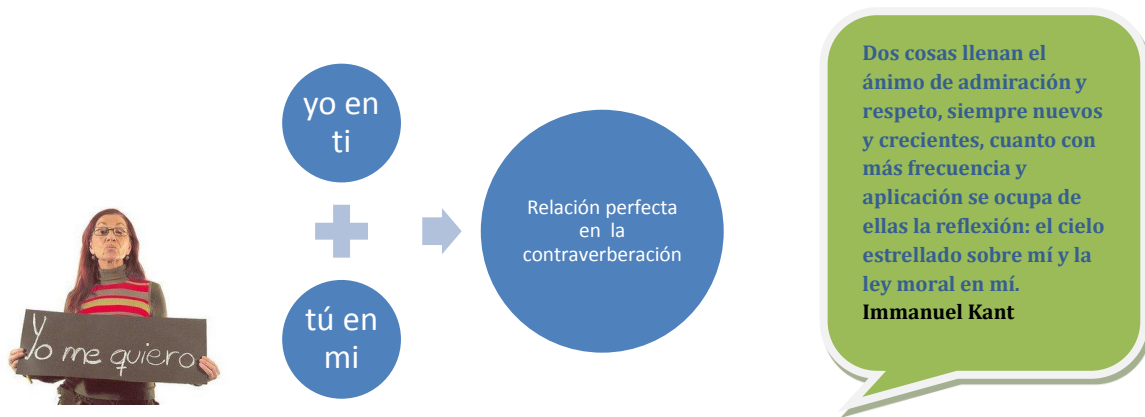 Yo me quiero
yo en
ti
tú en
mi
Relación perfecta
en la
contraverberación
Dos cosas llenan el
ánimo de admiración y
respeto, siempre nuevos
y crecientes, cuanto con
más frecuencia y
aplicación se ocupa de
ellas la reflexión: el cielo
estrellado sobre mí y la
ley moral en mí.
Immanuel Kant